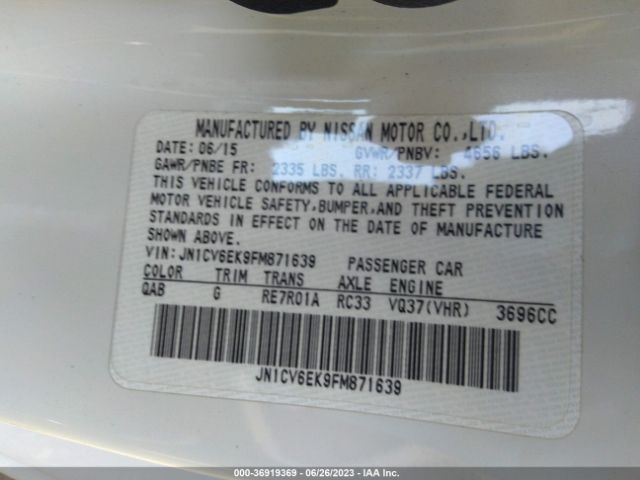 MANUFACTURED BY NISSAN MOTOR CO.,LTD.
DATE: 06/15 GVWR/PNBV: 4656 LBS.
GAWR/PNBE FR: 2335 LBS. RR: 2337 LBS.
THIS VEHICLE CONFORMS TO ALL APPLICABLE FEDERAL
MOTOR VEHICLE SAFETY,BUMPER,AND THEFT PREVENTION
STANDARDS IN EFFECT ON THE DATE OF MANUFACTURE
SHOWN ABOVE.
VIN:JN1CV6EK9FM871639 PASSENGER CAR
COLOR TRIM TRANS AXLE ENGINE
QAB G RE7R01A RC33 VQ37(VHR) 3696CC
JN1CV6EK9FM871639
000-36919369 - 06/26/2023 - IAA Inc.